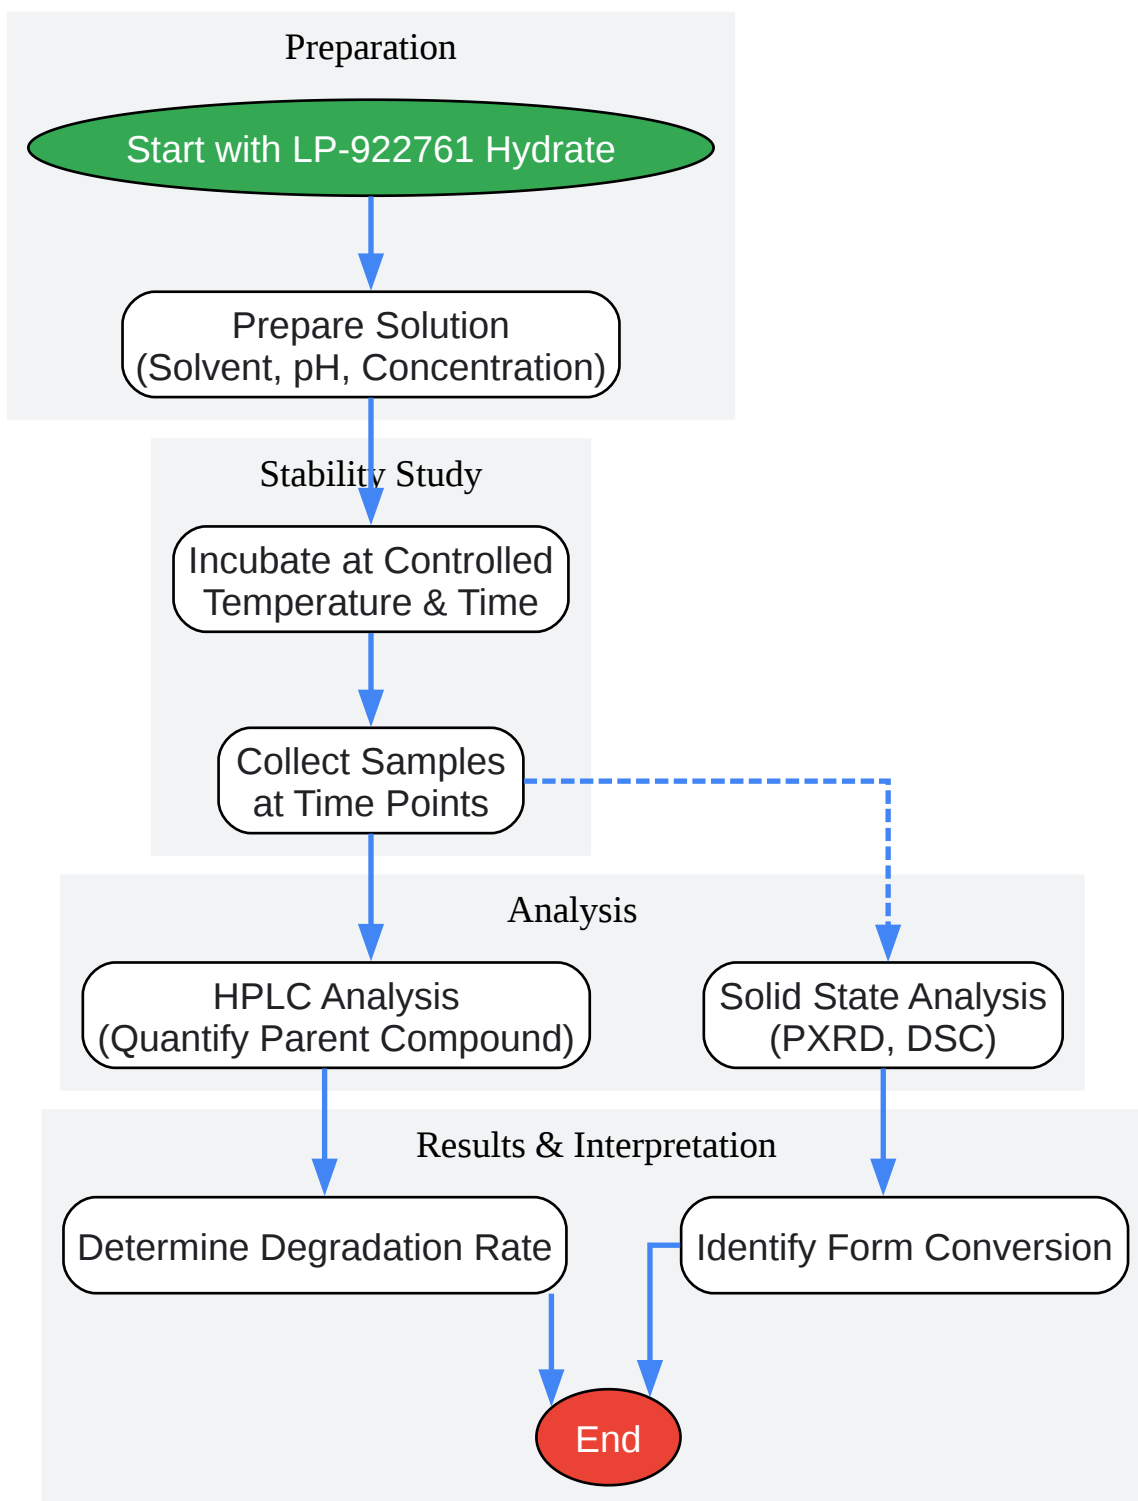 Preparation
Start with LP-922761 Hydrate
Prepare Solution
(Solvent, pH, Concentration)
Stability Study
Incubate at Controlled
Temperature & Time
Collect Samples
at Time Points
Analysis
HPLC Analysis
(Quantify Parent Compound)
Solid State Analysis
(PXRD, DSC)
Results & Interpretation
Determine Degradation Rate
Identify Form Conversion
End